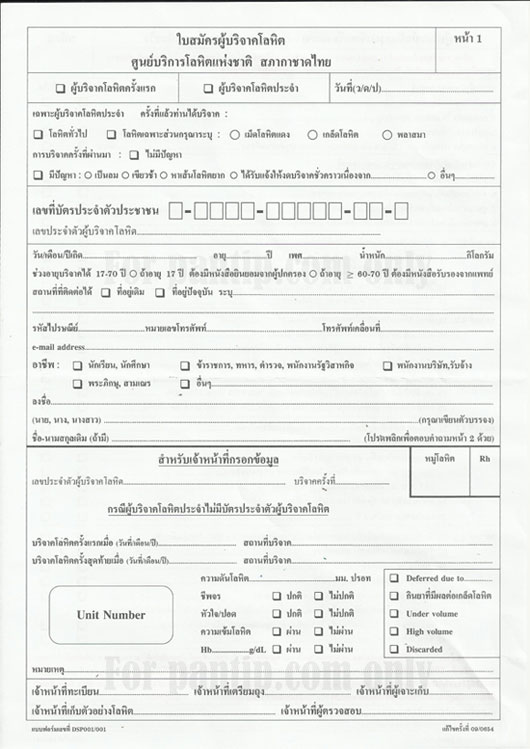 ใบสมัครผู้บริจาคโลหิต
หน้า 1
ศูนย์บริการโลหิตแห่งชาติ สภากาชาดไทย
ผู้บริจาคโลหิตครั้งแรก ผู้บริจาคโลหิตประจำ วันที่(ว/ด/ป)
เฉพาะผู้บริจาคโลหิตประจำ ครั้งที่แล้วท่านได้บริจาค :
โลหิตทั่วไป โลหิตเฉพาะส่วนกรุณาระบุ : เม็ดโลหิตแดง เกล็ดโลหิต พลาสมา
การบริจาคครั้งที่ผ่านมา : ไม่มีปัญหา
มีปัญหา : เป็นลม เขียวช้ำ หาเส้นโลหิตยาก ได้รับแจ้งให้งดบริจาคชั่วคราวเนื่องจาก อื่นๆ
เลขที่บัตรประจำตัวประชาชน
เลขประจำตัวผู้บริจาคโลหิต
วัน/เดือน/ปีเกิด อายุ ปี เพศ น้ำหนัก กิโลกรัม
For pantip.com only
ช่วงอายุบริจาคได้ 17-70 ปี ถ้าอายุ 17 ปี ต้องมีหนังสือยินยอมจากผู้ปกครอง ถ้าอายุ ≥ 60-70 ปี ต้องมีหนังสือรับรองจากแพทย์
สถานที่ที่ติดต่อได้ ที่อยู่เดิม ที่อยู่ปัจจุบัน ระบุ
รหัสไปรษณีย์ หมายเลขโทรศัพท์ โทรศัพท์เคลื่อนที่
e-mail address
อาชีพ : นักเรียน, นักศึกษา ข้าราชการ, ทหาร, ตำรวจ, พนักงานรัฐวิสาหกิจ พนักงานบริษัท,รับจ้าง
พระภิกษุ, สามเณร อื่นๆ
ลงชื่อ
(นาย, นาง, นางสาว) (กรุณาเขียนตัวบรรจง)
ชื่อ-นามสกุลเดิม (ถ้ามี) (โปรดพลิกเพื่อตอบคำถามหน้า 2 ด้วย)
สำหรับเจ้าหน้าที่กรอกข้อมูล
หมู่โลหิต Rh
เลขประจำตัวผู้บริจาคโลหิต บริจาคครั้งที่
กรณีผู้บริจาคโลหิตประจำไม่มีบัตรประจำตัวผู้บริจาคโลหิต
บริจาคโลหิตครั้งแรกเมื่อ (วันที่/เดือน/ปี) สถานที่บริจาค
บริจาคโลหิตครั้งสุดท้ายเมื่อ (วันที่/เดือน/ปี) สถานที่บริจาค
ความดันโลหิต มม. ปรอท Deferred due to
ชีพจร ปกติ ไม่ปกติ กินยาที่มีผลต่อเกล็ดโลหิต
Unit Number
หัวใจ/ปอด ปกติ ไม่ปกติ Under volume
ความเข้มโลหิต ผ่าน ไม่ผ่าน High volume
Hb. g/dL ผ่าน ไม่ผ่าน Discarded
หมายเหตุ
For pantip.com only
เจ้าหน้าที่ทะเบียน เจ้าหน้าที่เตรียมถุง เจ้าหน้าที่ผู้เจาะเก็บ
เจ้าหน้าที่เก็บตัวอย่างโลหิต เจ้าหน้าที่ผู้ตรวจสอบ
แบบฟอร์มเลขที่ DSP001/001 แก้ไขครั้งที่ 09/0854